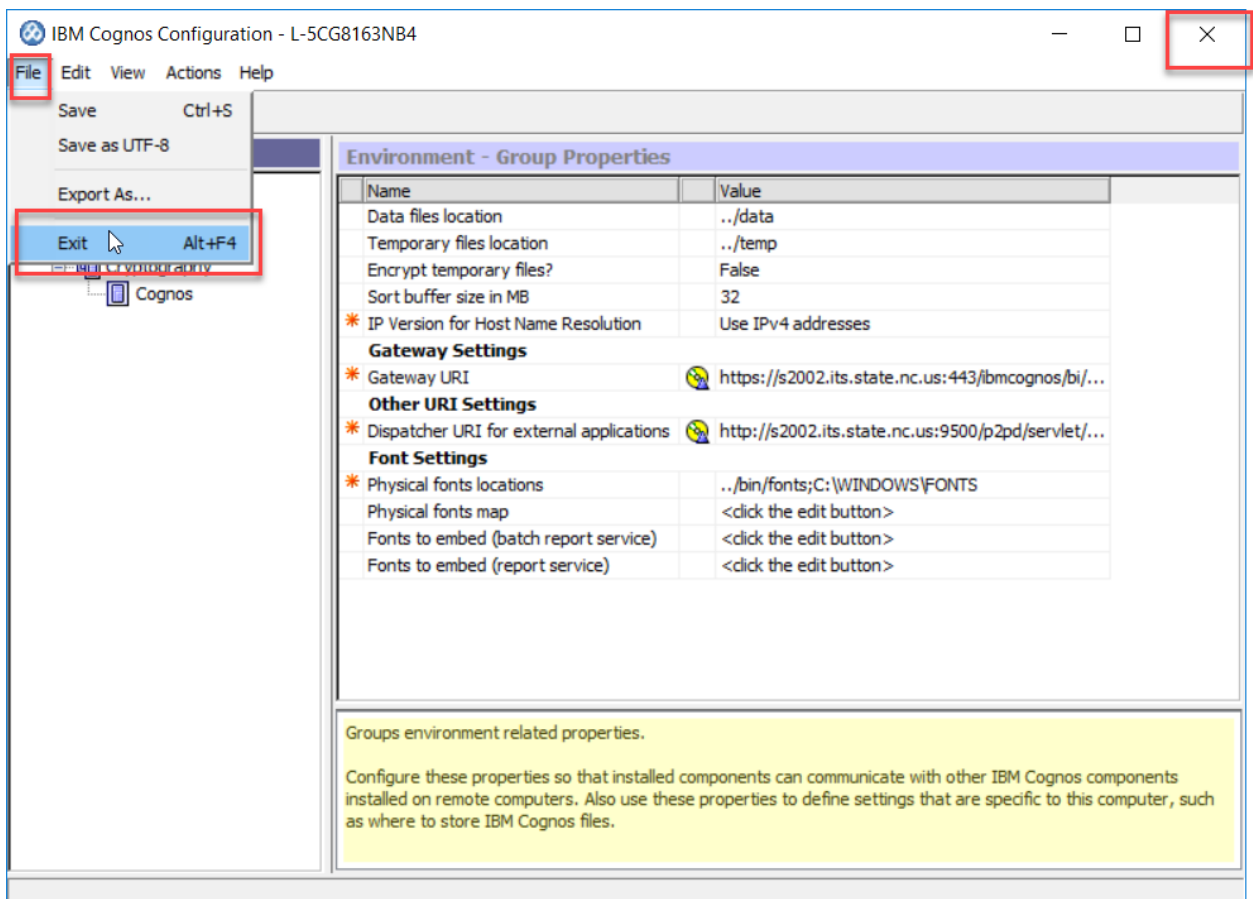 IBM Cognos Configuration - L-5CG8163NB4
File Edit View Actions Help
Save Ctrl+S
Save as UTF-8
Export As...
Exit Alt+F4
Cryptography
Cognos
Environment - Group Properties
Name Value
Data files location ../data
Temporary files location ../temp
Encrypt temporary files? False
Sort buffer size in MB 32
* IP Version for Host Name Resolution Use IPv4 addresses
Gateway Settings
* Gateway URI https://s2002.its.state.nc.us:443/ibmcognos/bi/...
Other URI Settings
* Dispatcher URI for external applications http://s2002.its.state.nc.us:9500/p2pd/servlet/...
Font Settings
* Physical fonts locations ../bin/fonts;C:\WINDOWS\FONTS
Physical fonts map <click the edit button>
Fonts to embed (batch report service) <click the edit button>
Fonts to embed (report service) <click the edit button>
Groups environment related properties.
Configure these properties so that installed components can communicate with other IBM Cognos components
installed on remote computers. Also use these properties to define settings that are specific to this computer, such
as where to store IBM Cognos files.